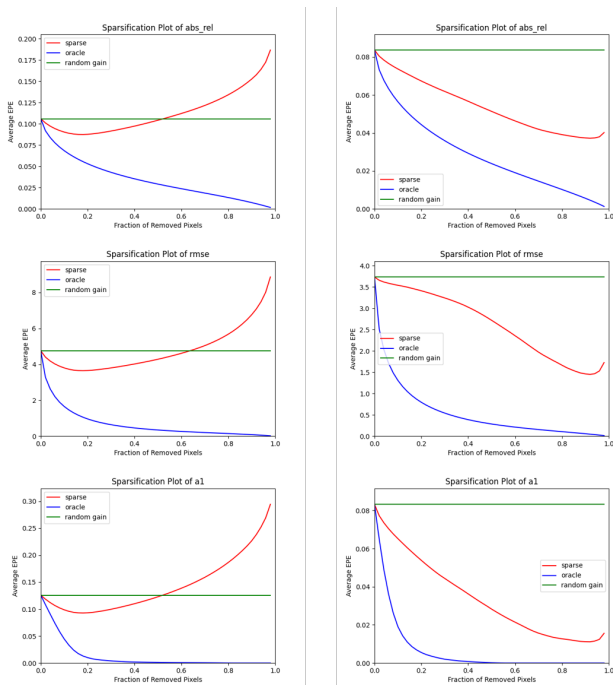 Sparsification Plot of abs_rel
0.200
0.175
0.150
0.125
0.100
0.075
0.050
0.025
0.000
Average EPE
sparse
oracle
random gain
0.0 0.2 0.4 0.6 0.8 1.0
Fraction of Removed Pixels
Sparsification Plot of abs_rel
0.08
0.06
0.04
0.02
0.00
Average EPE
sparse
oracle
random gain
0.0 0.2 0.4 0.6 0.8 1.0
Fraction of Removed Pixels
Sparsification Plot of rmse
8
6
4
2
0
Average EPE
sparse
oracle
random gain
0.0 0.2 0.4 0.6 0.8 1.0
Fraction of Removed Pixels
Sparsification Plot of rmse
4.0
3.5
3.0
2.5
2.0
1.5
1.0
0.5
0.0
Average EPE
sparse
oracle
random gain
0.0 0.2 0.4 0.6 0.8 1.0
Fraction of Removed Pixels
Sparsification Plot of a1
0.30
0.25
0.20
0.15
0.10
0.05
0.00
Average EPE
sparse
oracle
random gain
0.0 0.2 0.4 0.6 0.8 1.0
Fraction of Removed Pixels
Sparsification Plot of a1
0.08
0.06
0.04
0.02
0.00
Average EPE
sparse
oracle
random gain
0.0 0.2 0.4 0.6 0.8 1.0
Fraction of Removed Pixels